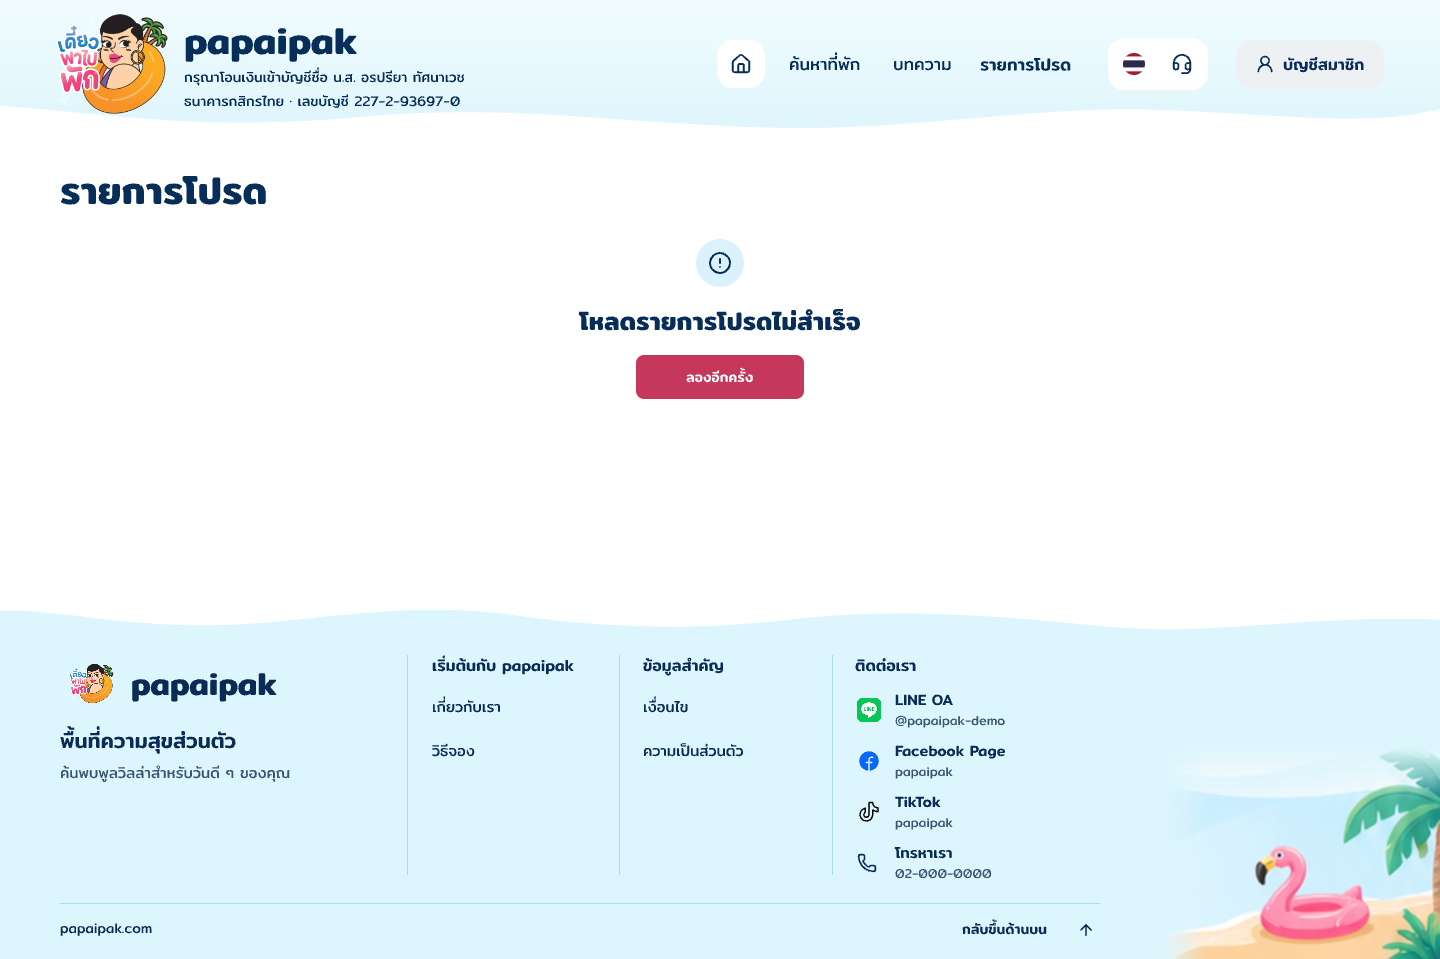 เดี๋ยว
พาไป
พัก
papaipak
กรุณาโอนเงินเข้าบัญชีชื่อ น.ส. อรปรียา ทัศนาเวช
ธนาคารกสิกรไทย · เลขบัญชี 227-2-93697-0
ค้นหาที่พัก
บทความ
รายการโปรด
บัญชีสมาชิก
รายการโปรด
โหลดรายการโปรดไม่สำเร็จ
ลองอีกครั้ง
เดี๋ยว
พาไป
พัก
papaipak
พื้นที่ความสุขส่วนตัว
ค้นพบพูลวิลล่าสำหรับวันดี ๆ ของคุณ
เริ่มต้นกับ papaipak
เกี่ยวกับเรา
วิธีจอง
ข้อมูลสำคัญ
เงื่อนไข
ความเป็นส่วนตัว
ติดต่อเรา
LINE OA
@papaipak-demo
Facebook Page
papaipak
TikTok
papaipak
โทรหาเรา
02-000-0000
papaipak.com
กลับขึ้นด้านบน